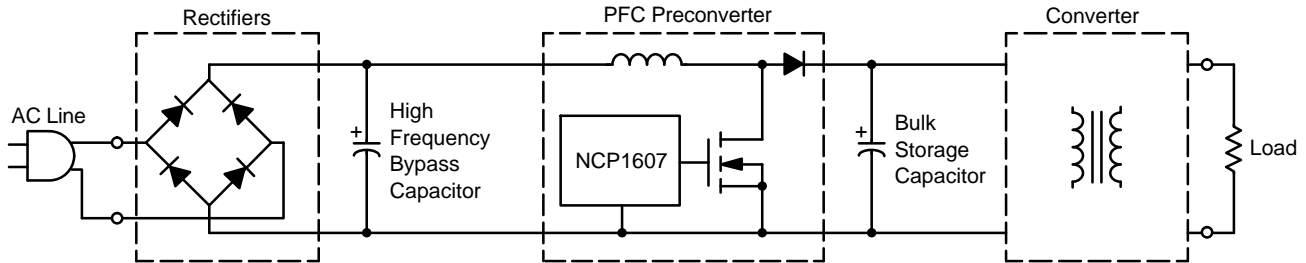 Rectifiers
PFC Preconverter
Converter
AC Line
+
High
Frequency
Bypass
Capacitor
NCP1607
+
Bulk
Storage
Capacitor
Load